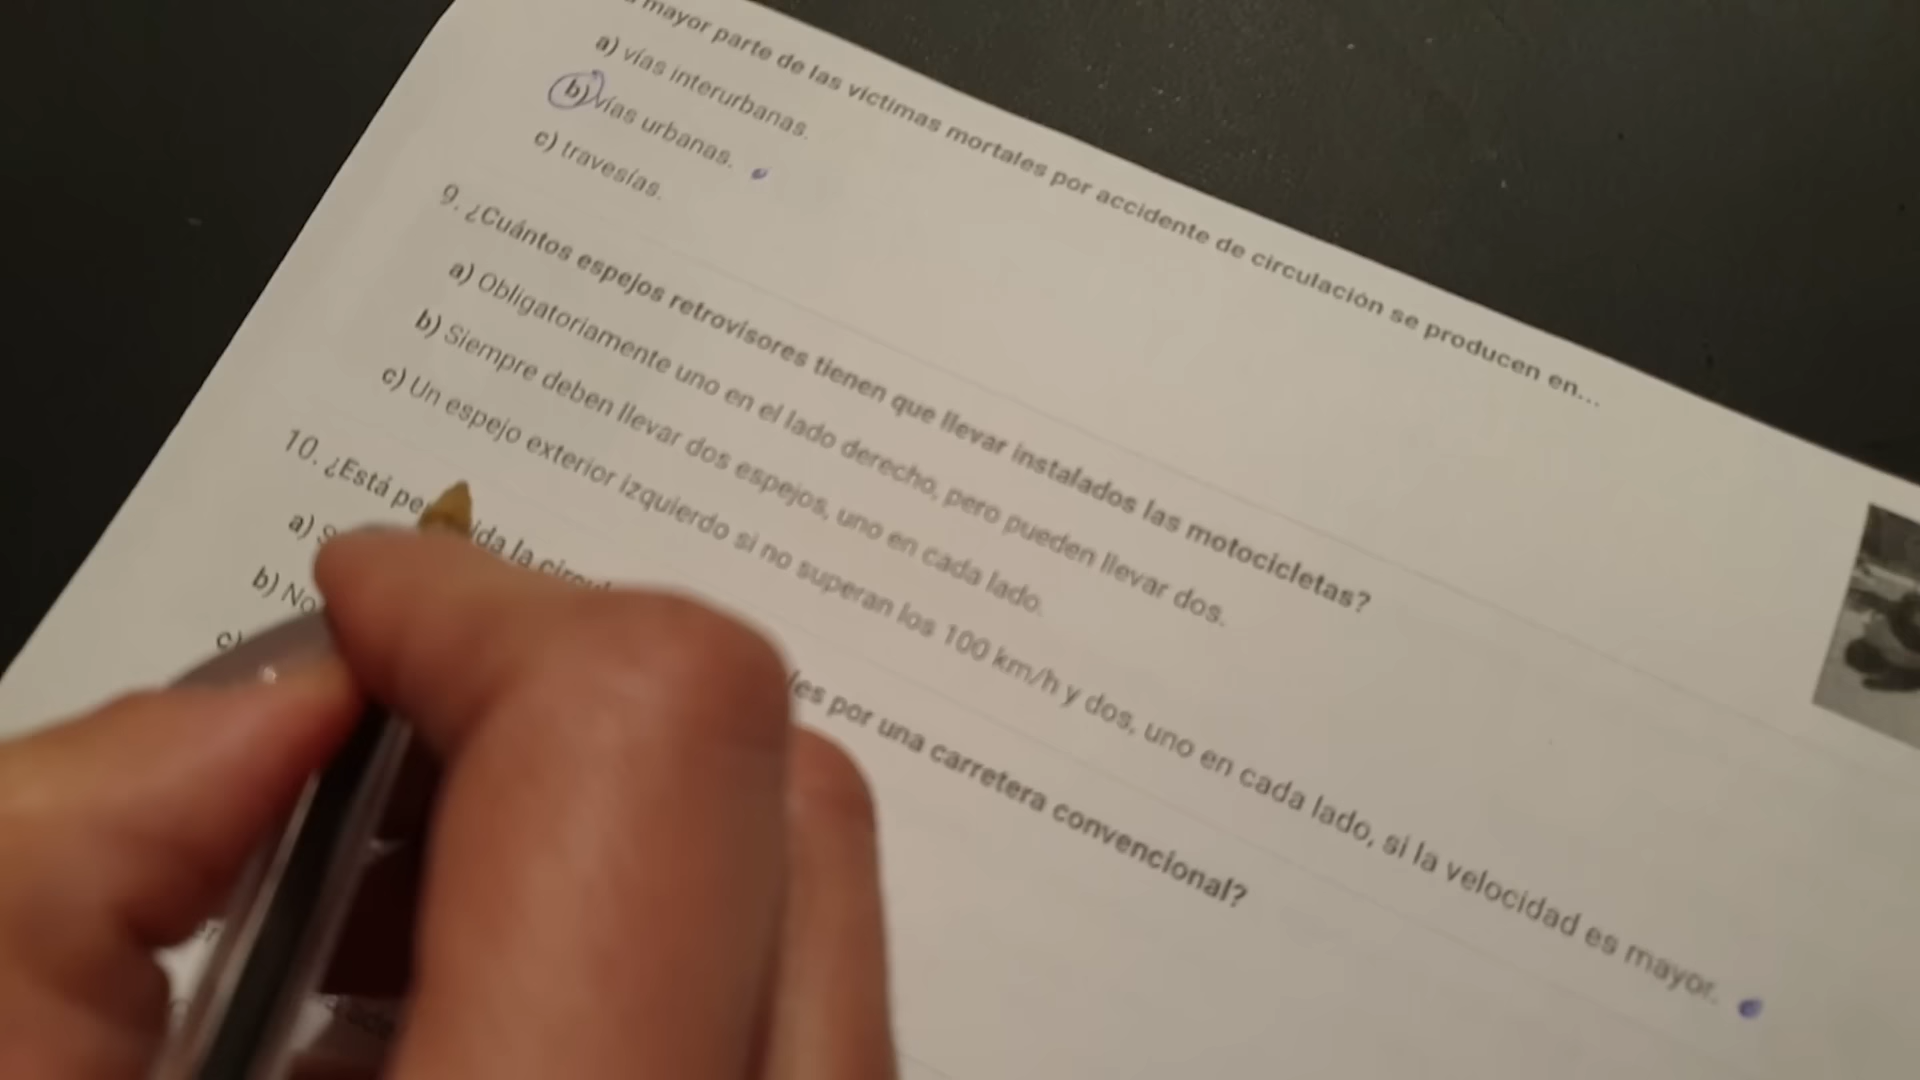 mayor parte de las víctimas mortales por accidente de circulación se producen en...
a) vías interurbanas.
b) vías urbanas.
c) travesías.
9. ¿Cuántos espejos retrovisores tienen que llevar instalados las motocicletas?
a) Obligatoriamente uno en el lado derecho, pero pueden llevar dos.
b) Siempre deben llevar dos espejos, uno en cada lado.
c) Un espejo exterior izquierdo si no superan los 100 km/h y dos, uno en cada lado, si la velocidad es mayor.
10. ¿Está la por una carretera convencional?
a)
b) No
c)